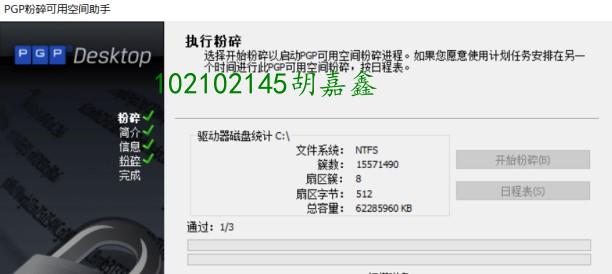 PGP粉碎可用空间助手
PGP Desktop
执行粉碎
选择开始粉碎以启动PGP可用空间粉碎进程。如果您愿意使用计划任务安排在另一
个时间进行此PGP可用空间粉碎，按日程表。
102102145胡嘉鑫
粉碎
简介
信息
粉碎
完成
驱动器磁盘统计 C:\
文件系统： NTFS
簇数： 15571490
扇区簇： 8
扇区字节： 512
总容量： 62285960 KB
开始粉碎(B)
日程表(S)
通过：1/3